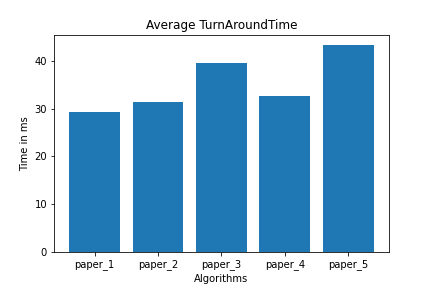 Average TurnAroundTime
Time in ms
40
30
20
10
0
paper_1 paper_2 paper_3 paper_4 paper_5
Algorithms